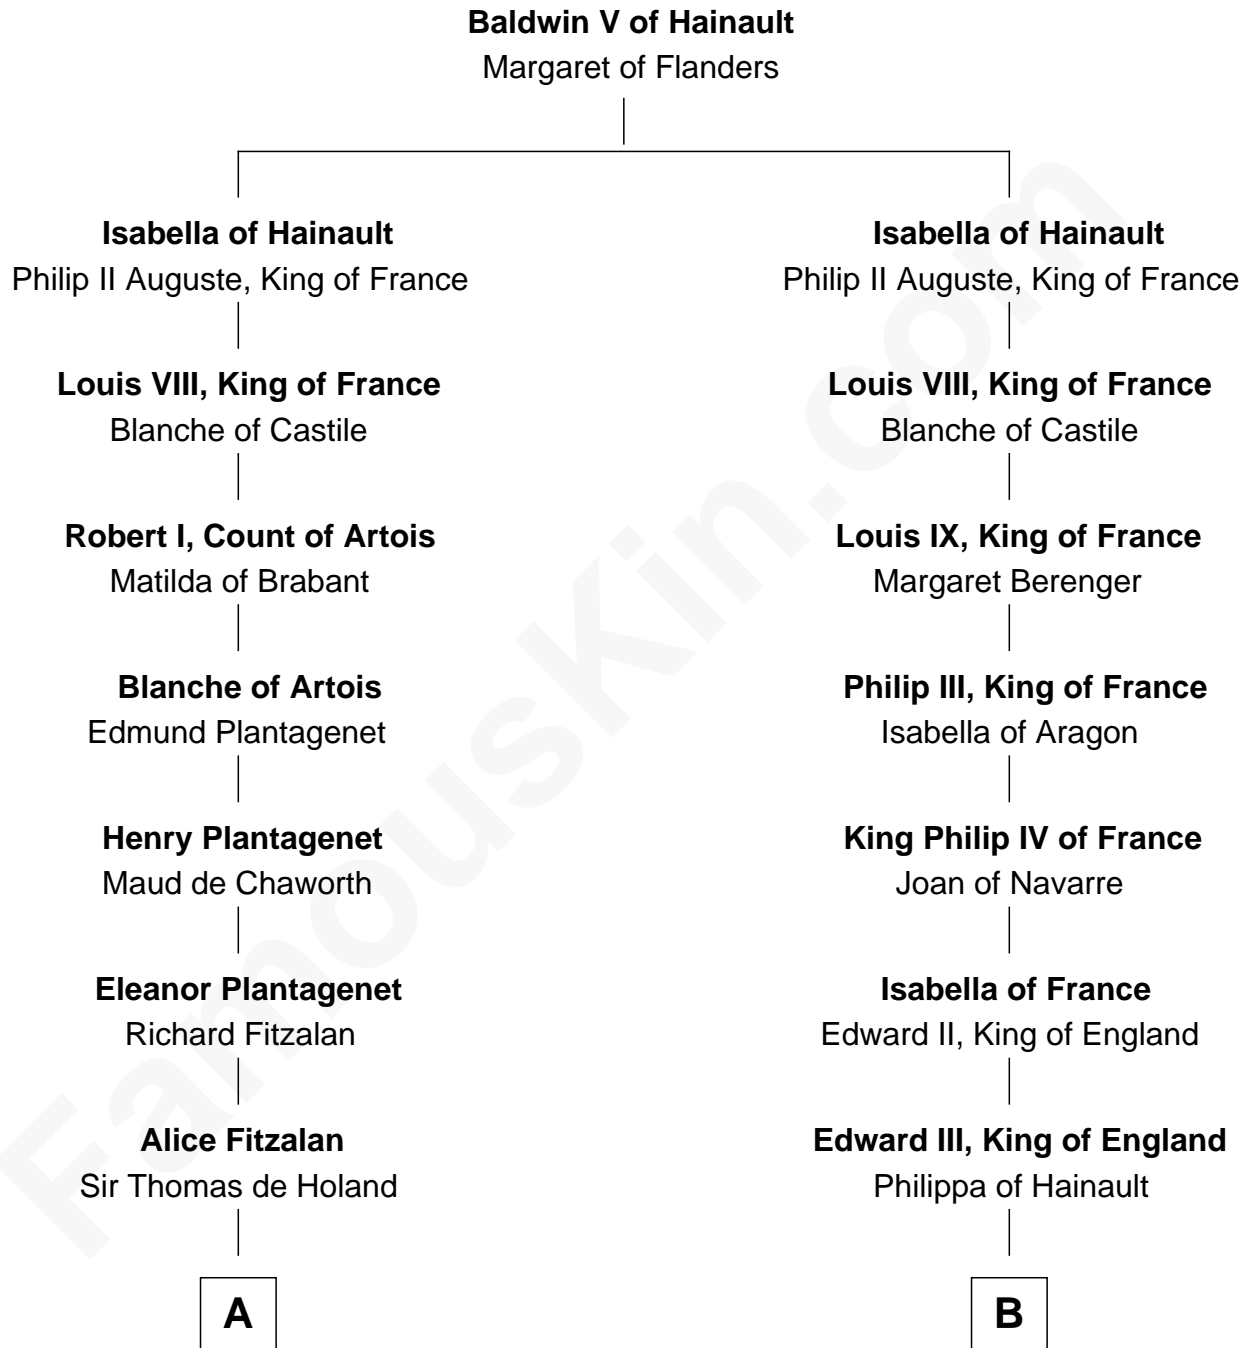 Baldwin V of Hainault
Margaret of Flanders
Isabella of Hainault
Philip II Auguste, King of France
Louis VIII, King of France
Blanche of Castile
Robert I, Count of Artois
Matilda of Brabant
Blanche of Artois
Edmund Plantagenet
Henry Plantagenet
Maud de Chaworth
Eleanor Plantagenet
Richard Fitzalan
Alice Fitzalan
Sir Thomas de Holand
A
Isabella of Hainault
Philip II Auguste, King of France
Louis VIII, King of France
Blanche of Castile
Louis IX, King of France
Margaret Berenger
Philip III, King of France
Isabella of Aragon
King Philip IV of France
Joan of Navarre
Isabella of France
Edward II, King of England
Edward III, King of England
Philippa of Hainault
B
FamousKin.com